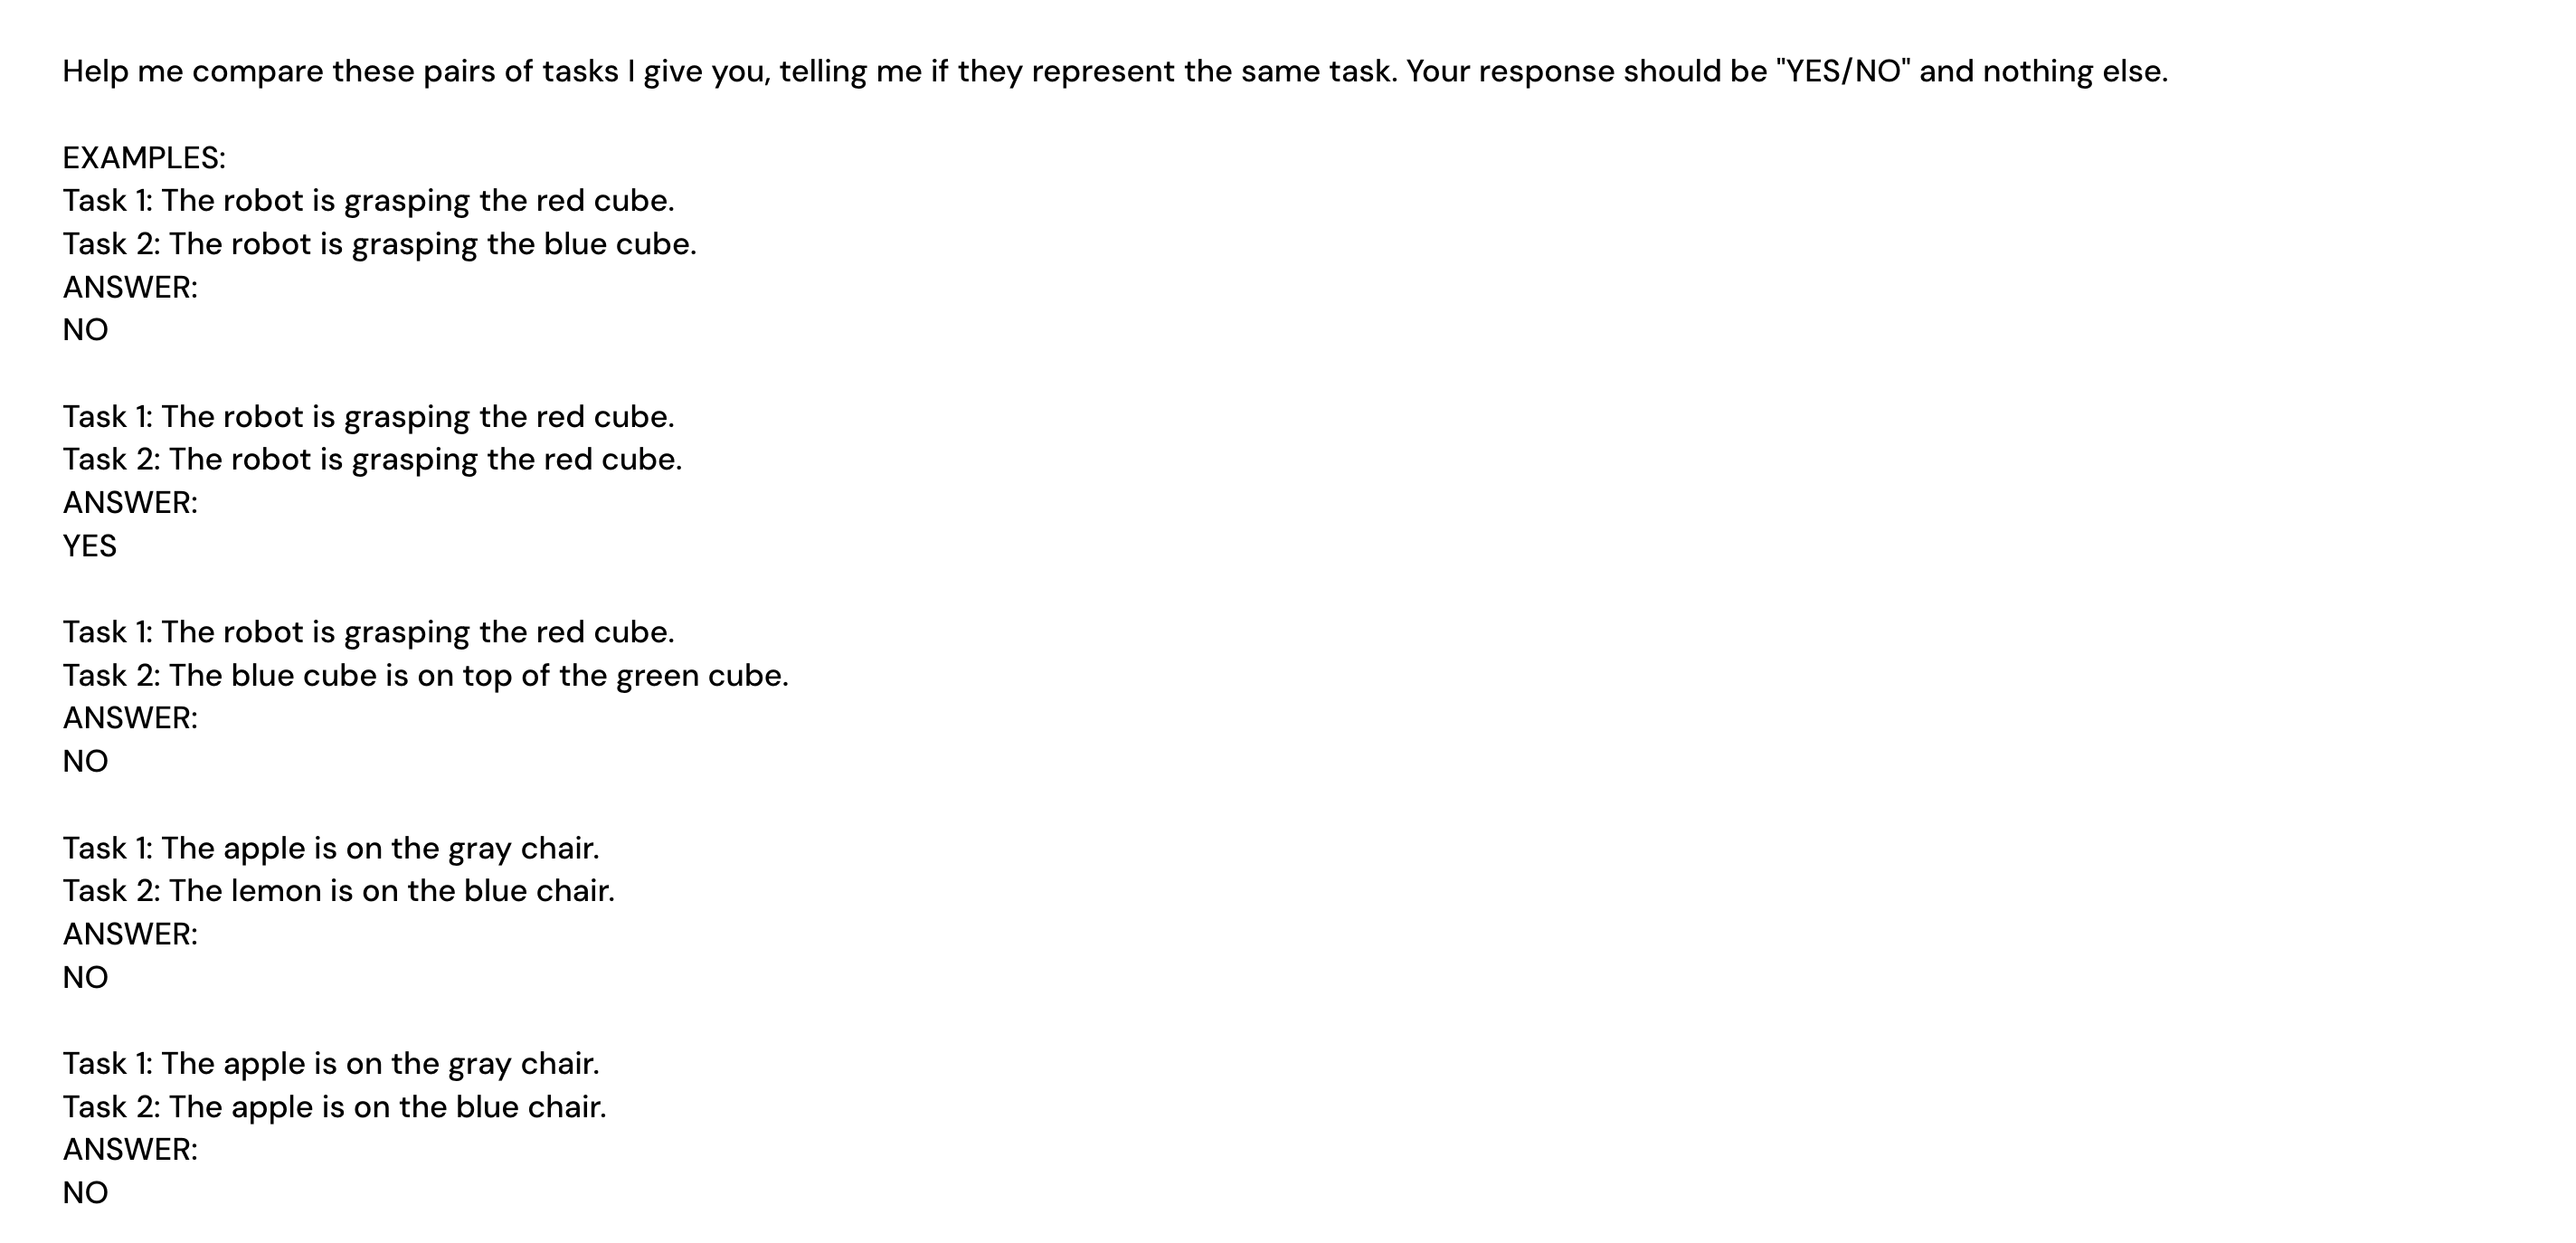 Help me compare these pairs of tasks I give you, telling me if they represent the same task. Your response should be "YES/NO" and nothing else.
EXAMPLES:
Task 1: The robot is grasping the red cube.
Task 2: The robot is grasping the blue cube.
ANSWER:
NO
Task 1: The robot is grasping the red cube.
Task 2: The robot is grasping the red cube.
ANSWER:
YES
Task 1: The robot is grasping the red cube.
Task 2: The blue cube is on top of the green cube.
ANSWER:
NO
Task 1: The apple is on the gray chair.
Task 2: The lemon is on the blue chair.
ANSWER:
NO
Task 1: The apple is on the gray chair.
Task 2: The apple is on the blue chair.
ANSWER:
NO